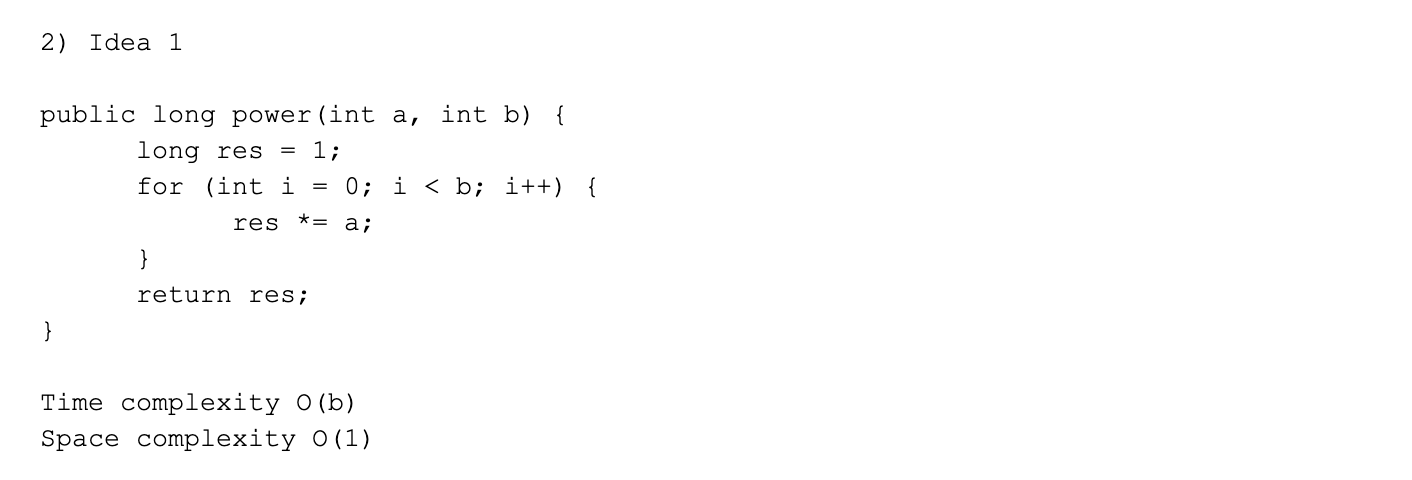 2) Idea 1
public long power(int a, int b) {
long res = 1;
for (int i = 0; i < b; i++) {
res *= a;
}
return res;
}
Time complexity O(b)
Space complexity O(1)